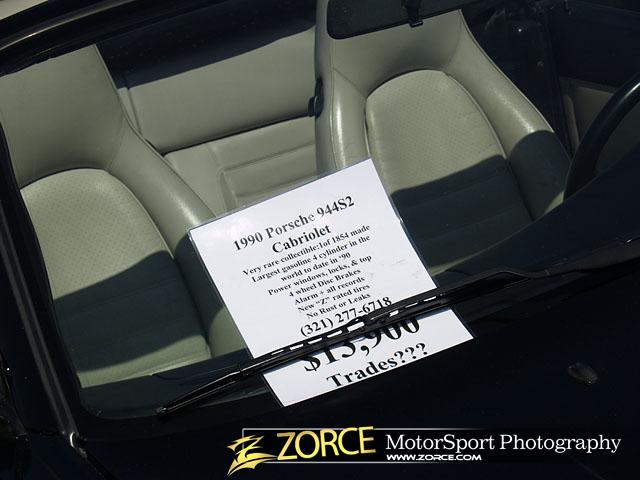 1990 Porsche 944S2
Cabriolet
Very rare collectible:1of 1854 made
Largest gasoline 4 cylinder in the
world to date in '90
Power windows, locks, & top
4 wheel Disc Brakes
Alarm + all records
New "Z" rated tires
No Rust or Leaks
(321) 277-6718
$13,900
Trades???
ZORCE MotorSport Photography
www.ZORCE.com